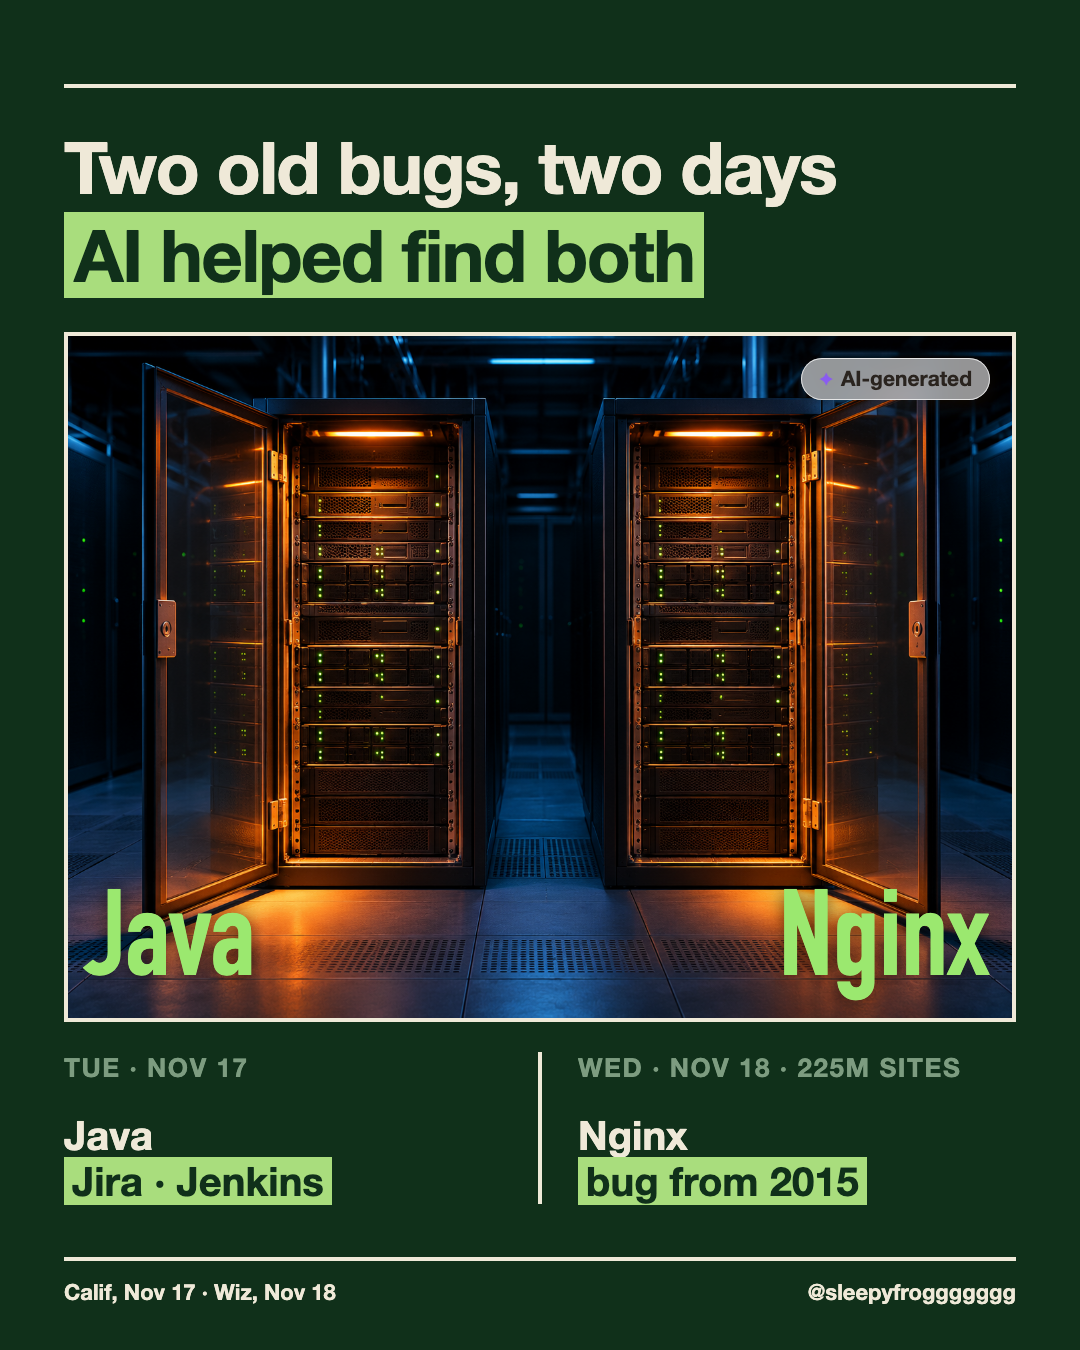 Two old bugs, two days
AI helped find both
AI-generated
Java
Nginx
TUE · NOV 17
Java
Jira · Jenkins
WED · NOV 18 · 225M SITES
Nginx
bug from 2015
Calif, Nov 17 · Wiz, Nov 18
@sleepyfroggggggg